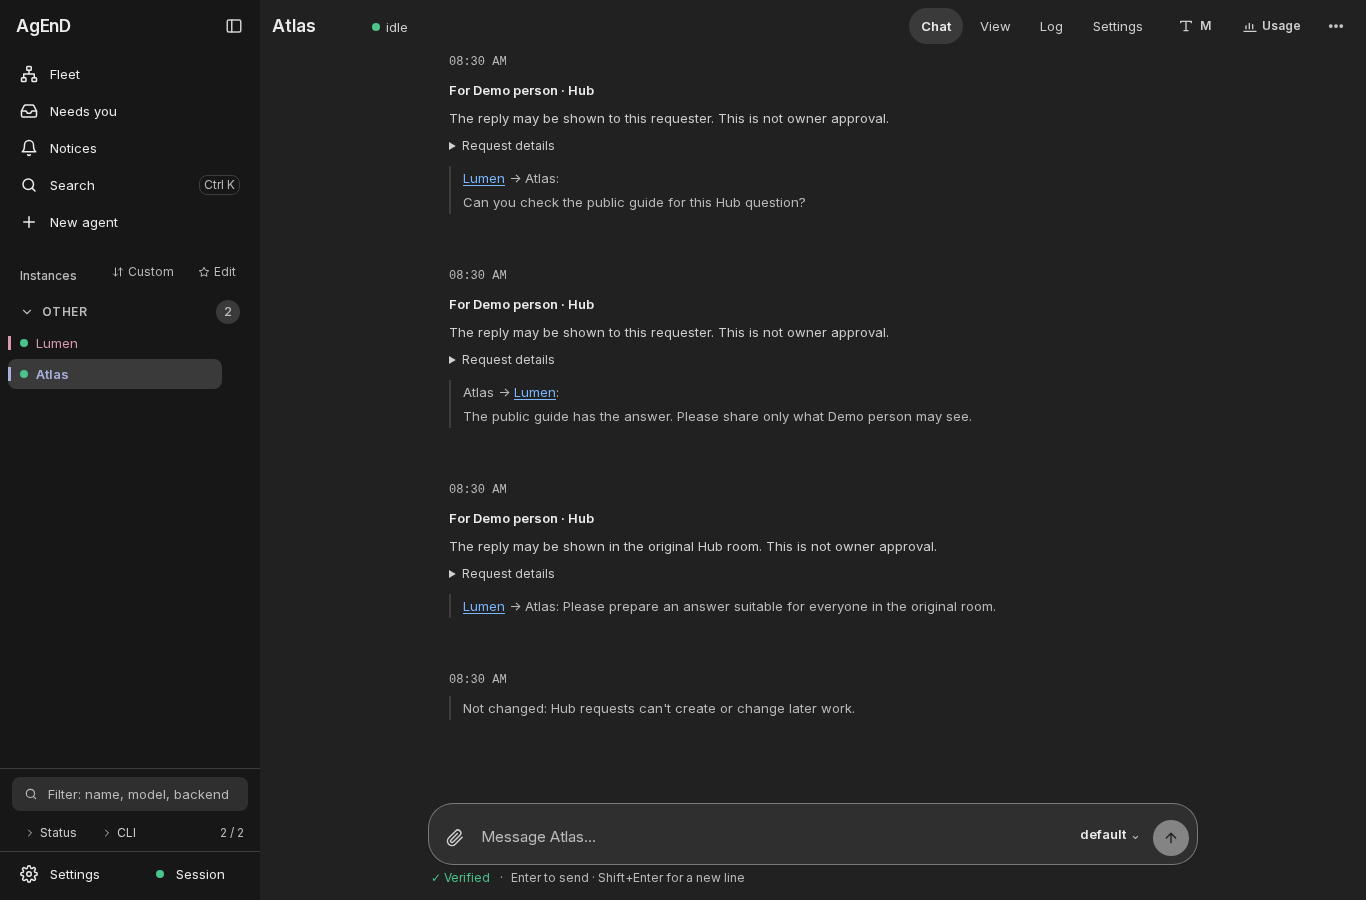 AgEnD
Fleet
Needs you
Notices
Search
Ctrl K
New agent
Instances
Custom
Edit
OTHER
2
Lumen
Atlas
Filter: name, model, backend
Status
CLI
2 / 2
Settings
Session
Atlas
idle
Chat
View
Log
Settings
M
Usage
08:30 AM
For Demo person · Hub
The reply may be shown to this requester. This is not owner approval.
Request details
Lumen → Atlas:
Can you check the public guide for this Hub question?
08:30 AM
For Demo person · Hub
The reply may be shown to this requester. This is not owner approval.
Request details
Atlas → Lumen:
The public guide has the answer. Please share only what Demo person may see.
08:30 AM
For Demo person · Hub
The reply may be shown in the original Hub room. This is not owner approval.
Request details
Lumen → Atlas: Please prepare an answer suitable for everyone in the original room.
08:30 AM
Not changed: Hub requests can't create or change later work.
Message Atlas...
default
✓ Verified · Enter to send · Shift+Enter for a new line